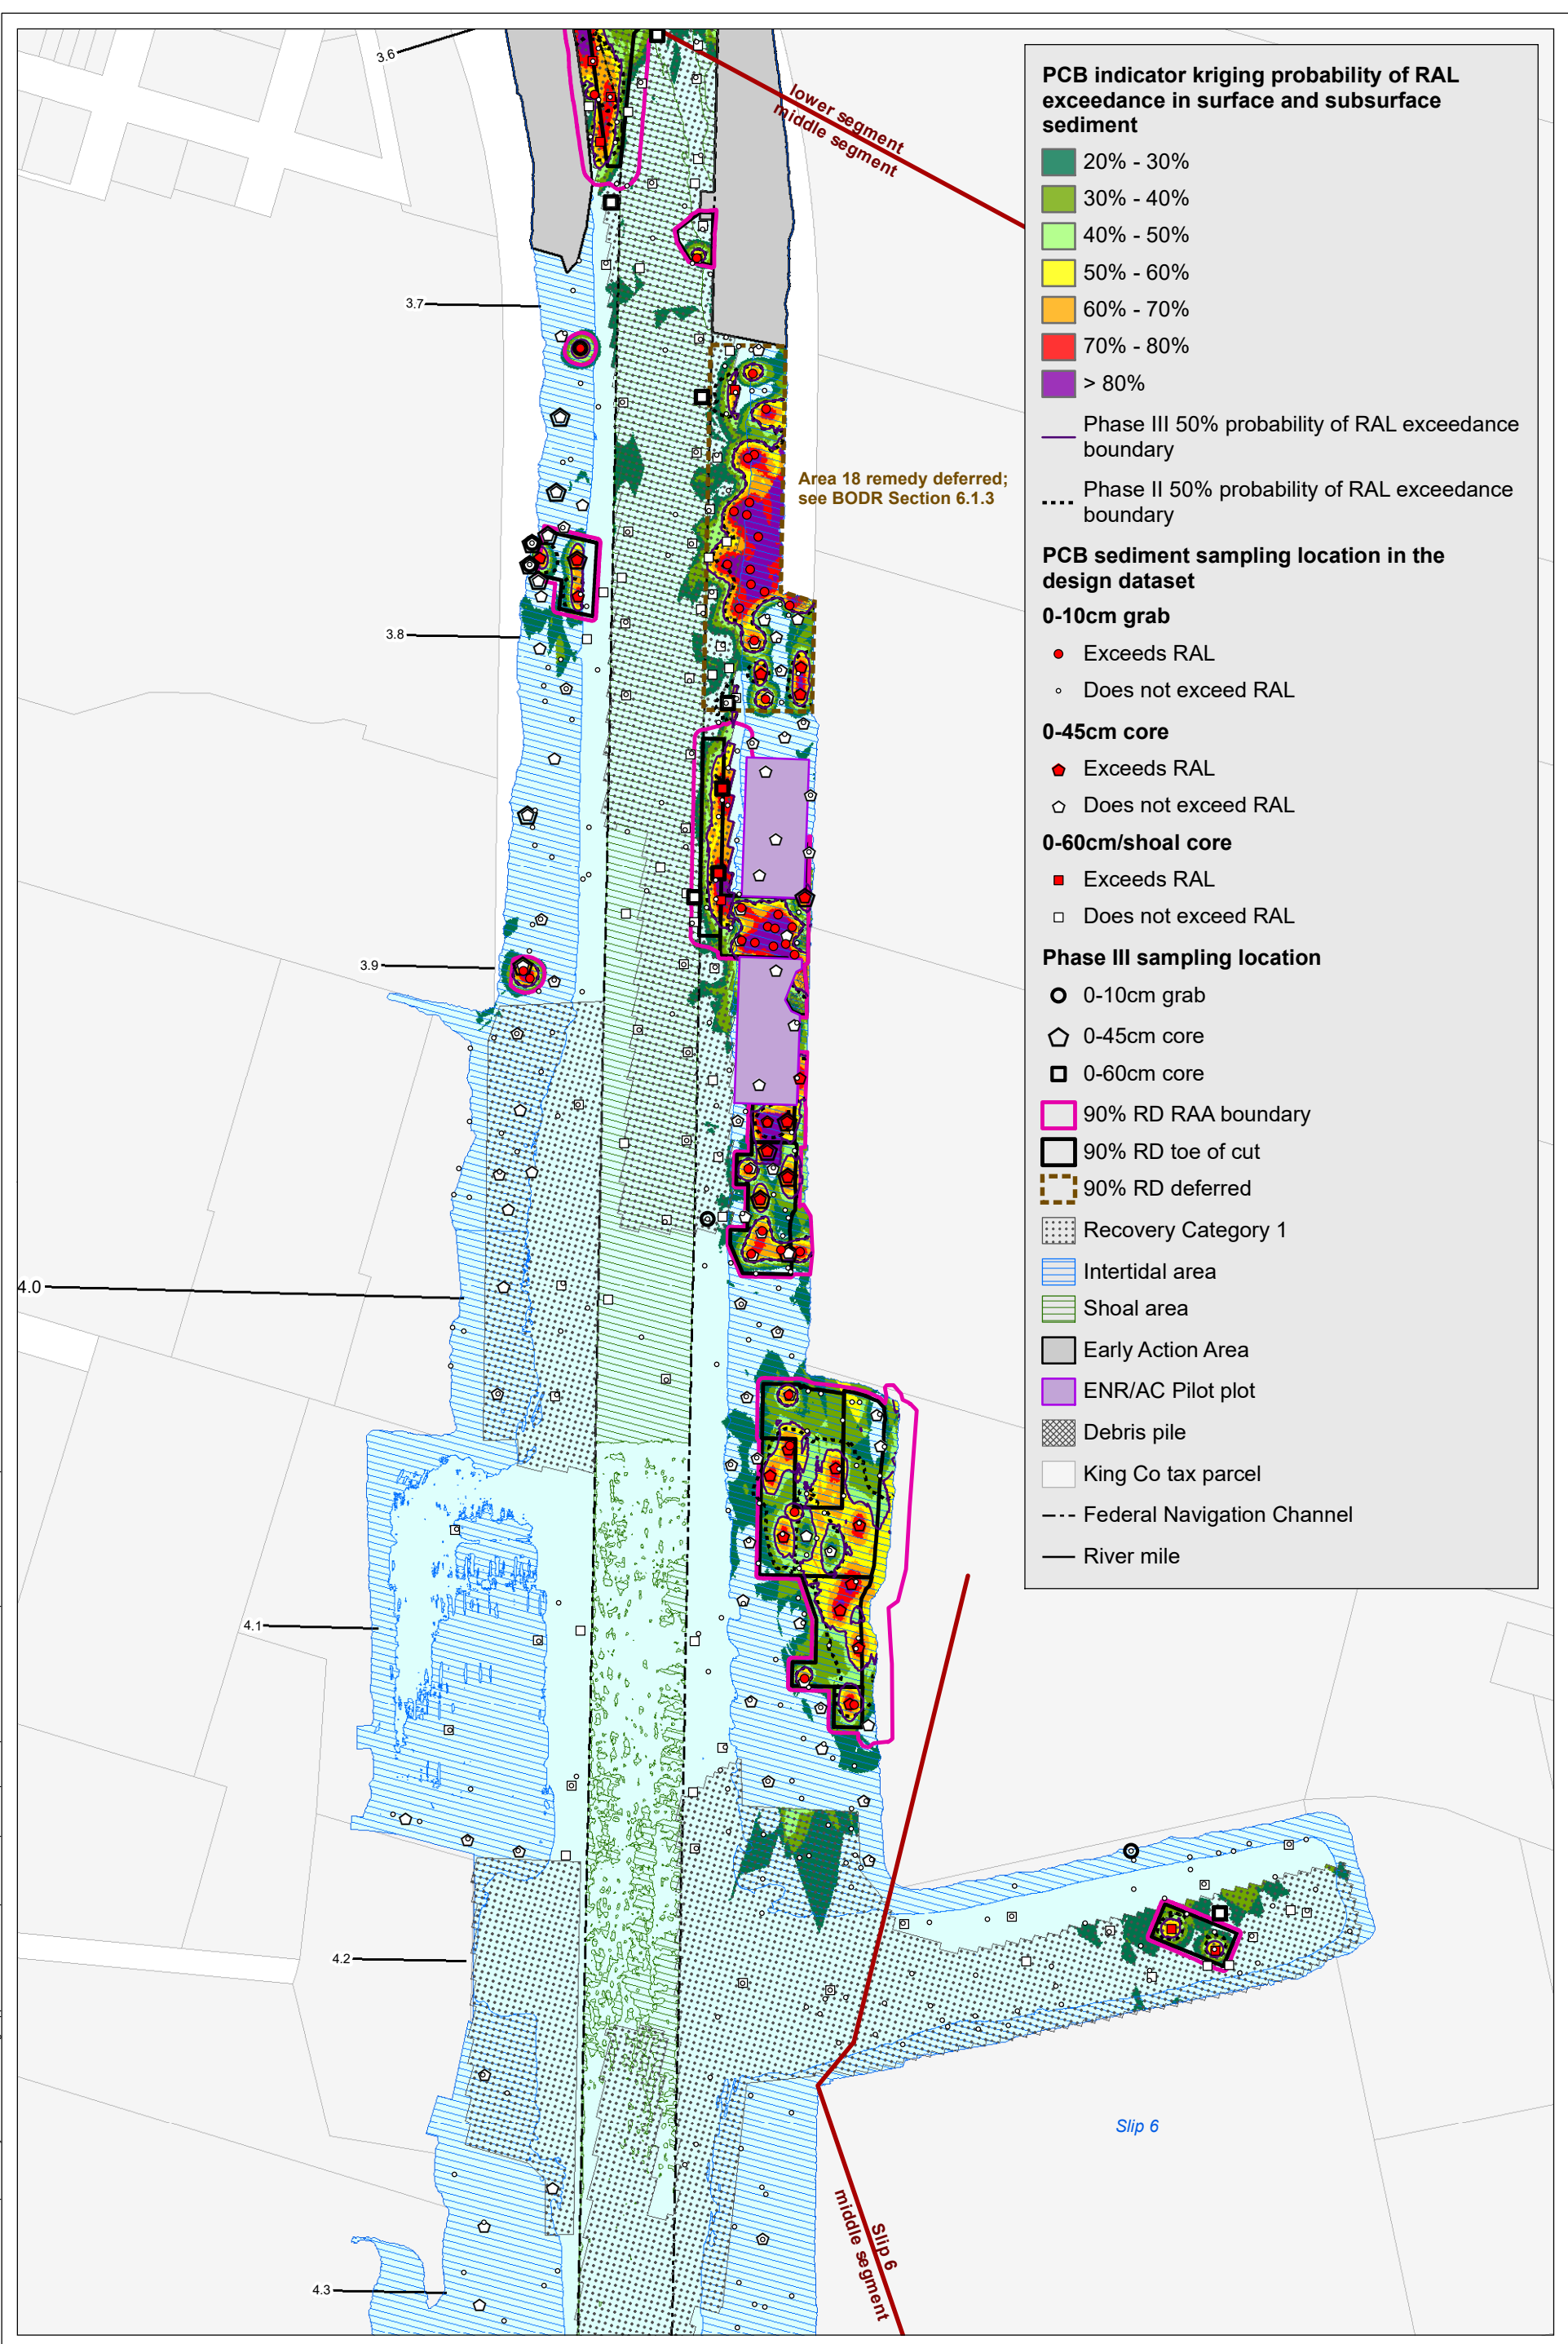 3.6
lower segment
middle segment
3.7
Area 18 remedy deferred;
see BODR Section 6.1.3
3.8
3.9
4.0
4.1
4.2
4.3
Slip 6
Slip 6
middle segment
PCB indicator kriging probability of RAL
exceedance in surface and subsurface
sediment
20% - 30%
30% - 40%
40% - 50%
50% - 60%
60% - 70%
70% - 80%
> 80%
Phase III 50% probability of RAL exceedance
boundary
Phase II 50% probability of RAL exceedance
boundary
PCB sediment sampling location in the
design dataset
0-10cm grab
Exceeds RAL
Does not exceed RAL
0-45cm core
Exceeds RAL
Does not exceed RAL
0-60cm/shoal core
Exceeds RAL
Does not exceed RAL
Phase III sampling location
0-10cm grab
0-45cm core
0-60cm core
90% RD RAA boundary
90% RD toe of cut
90% RD deferred
Recovery Category 1
Intertidal area
Shoal area
Early Action Area
ENR/AC Pilot plot
Debris pile
King Co tax parcel
Federal Navigation Channel
River mile